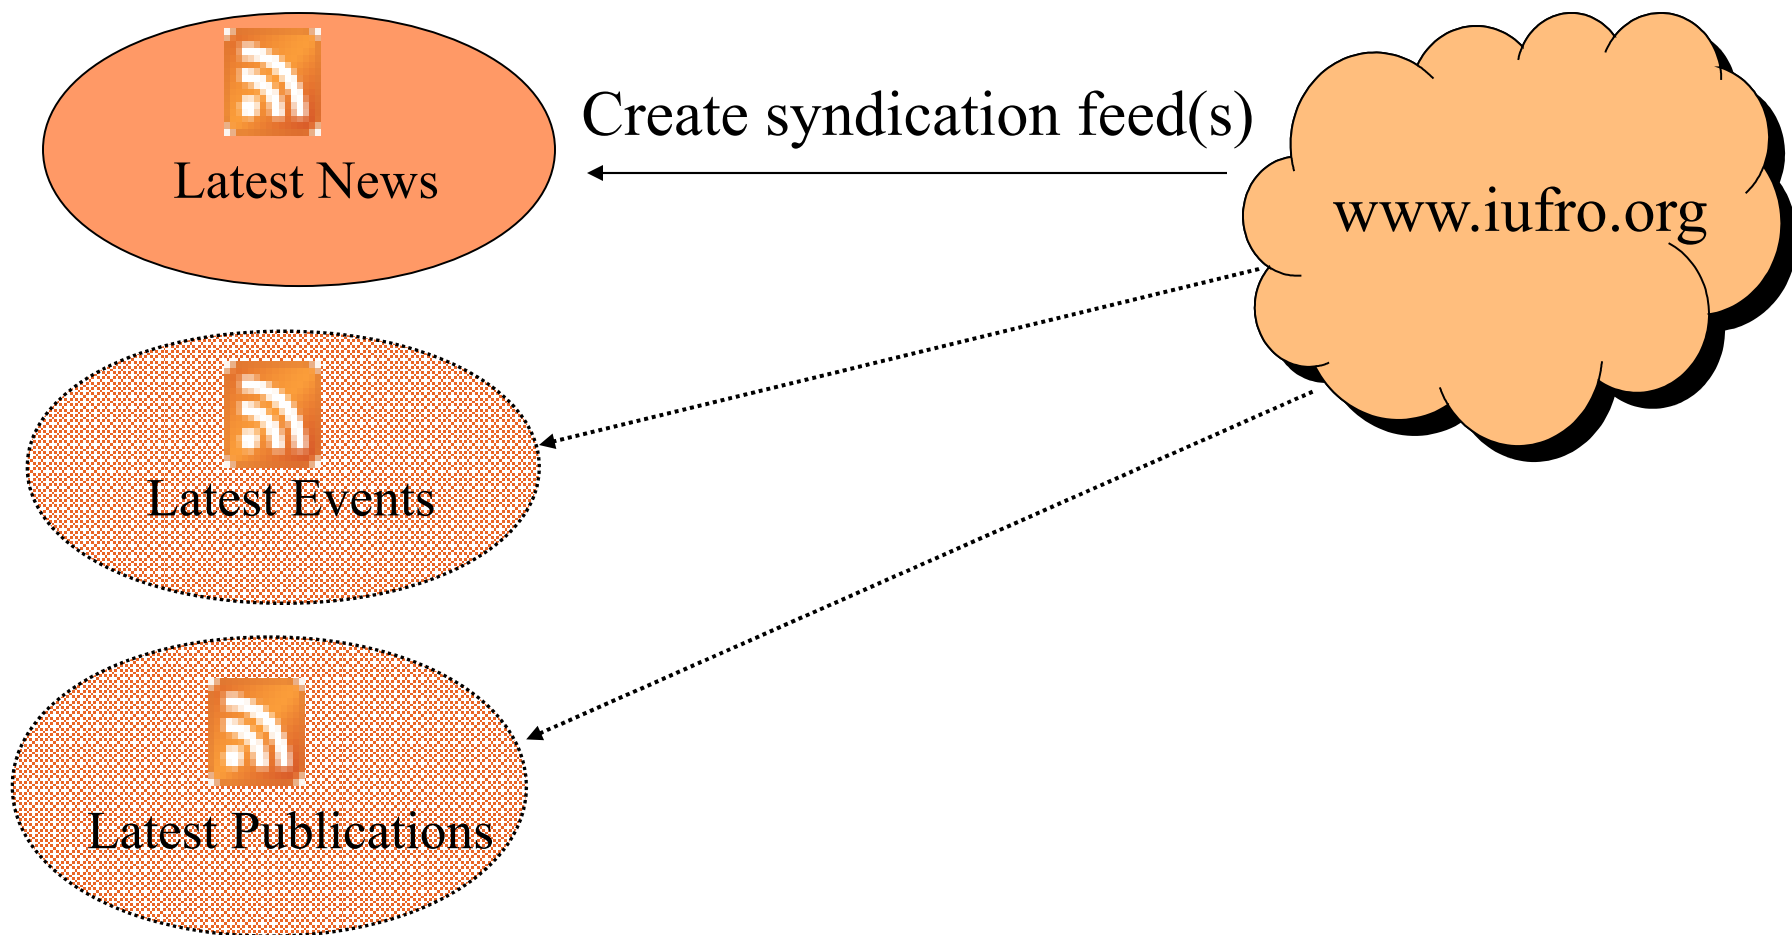 Latest News
Create syndication feed(s)
www.iufro.org
Latest Events
Latest Publications